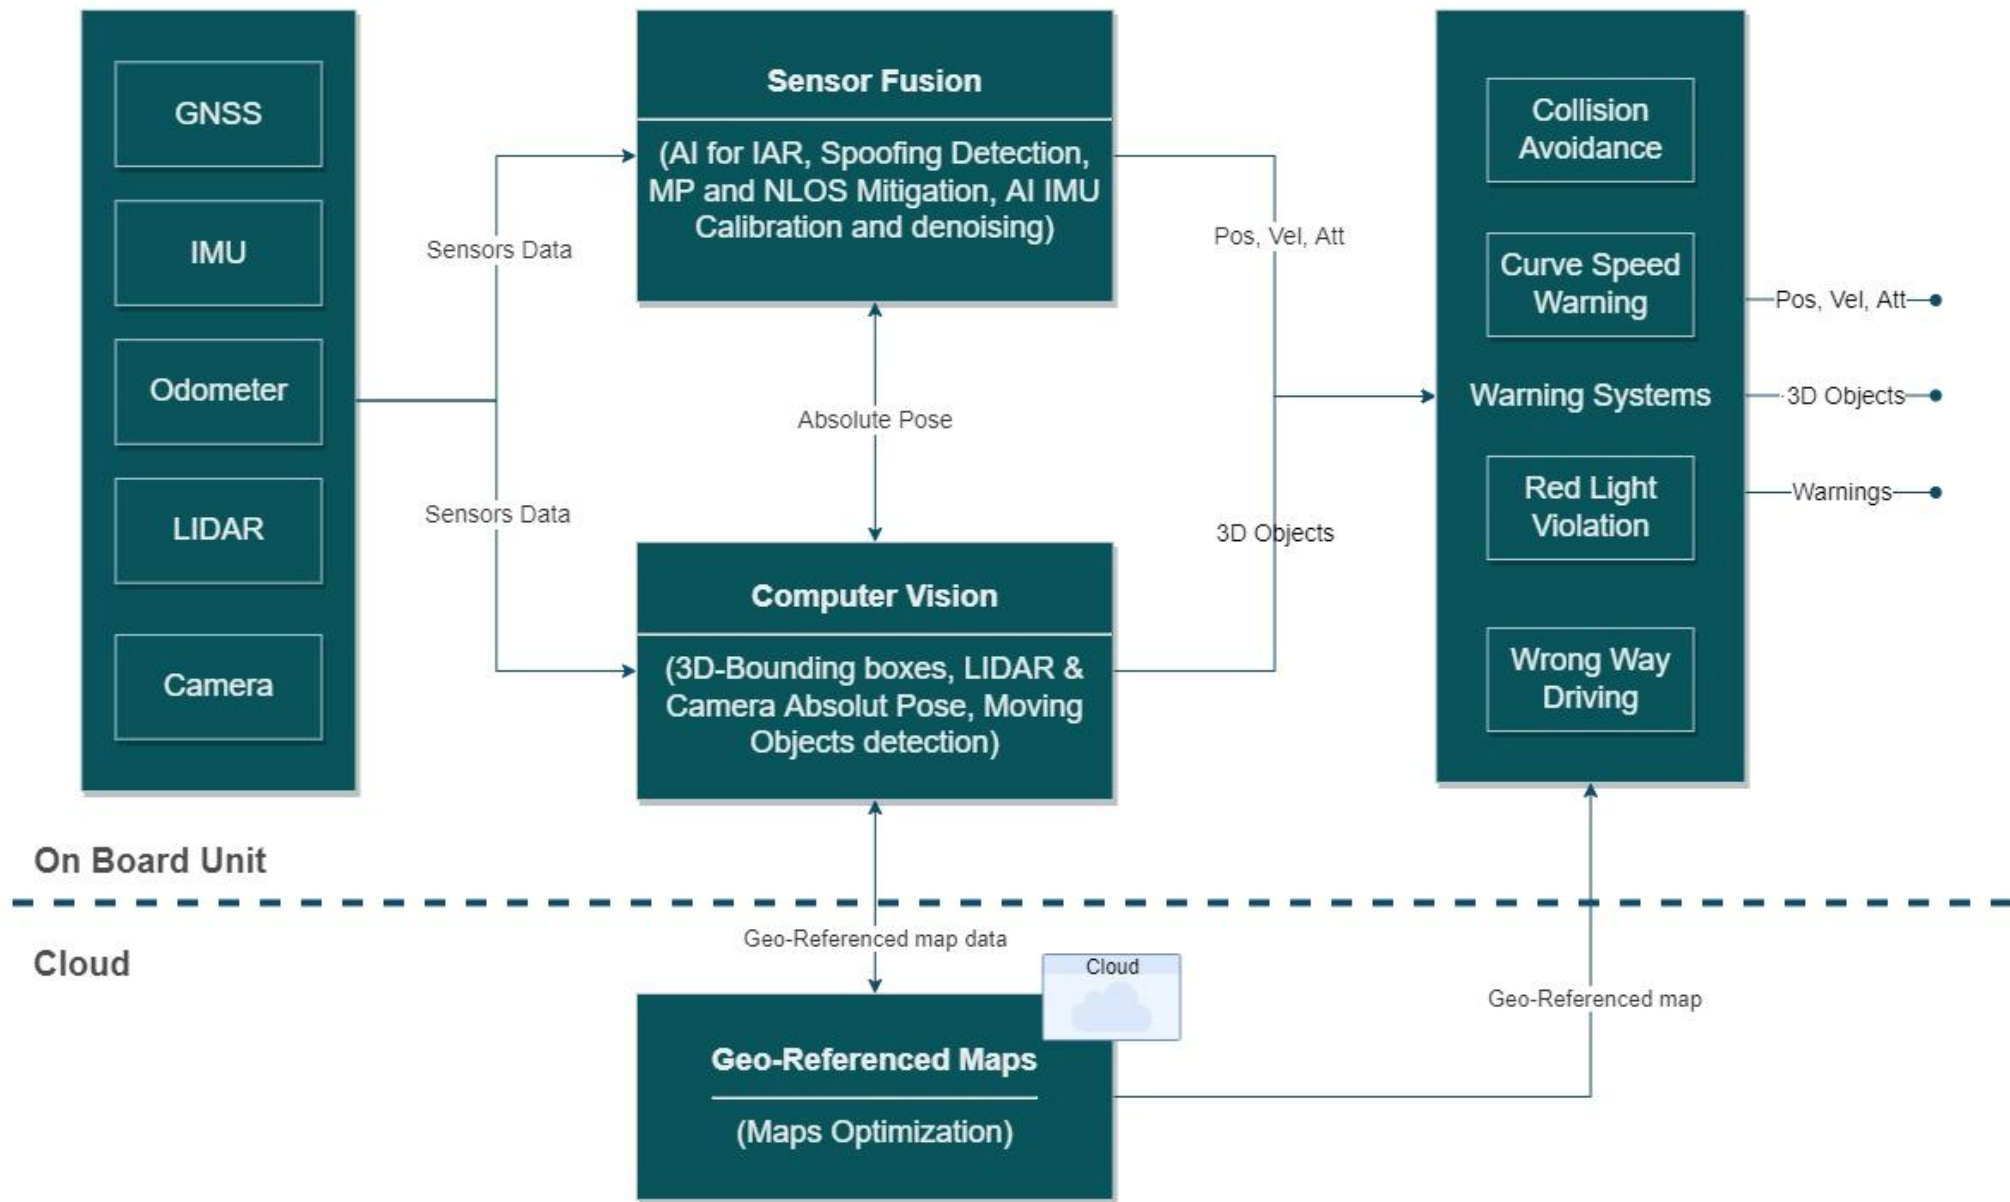 GNSS
IMU
Odometer
LIDAR
Camera
Sensors Data
Sensors Data
Sensor Fusion
(AI for IAR, Spoofing Detection,
MP and NLOS Mitigation, AI IMU
Calibration and denoising)
Absolute Pose
Computer Vision
(3D-Bounding boxes, LIDAR &
Camera Absolut Pose, Moving
Objects detection)
Pos, Vel, Att
3D Objects
Collision
Avoidance
Curve Speed
Warning
Warning Systems
Red Light
Violation
Wrong Way
Driving
Pos, Vel, Att
3D Objects
Warnings
On Board Unit
Cloud
Geo-Referenced map data
Cloud
Geo-Referenced Maps
(Maps Optimization)
Geo-Referenced map